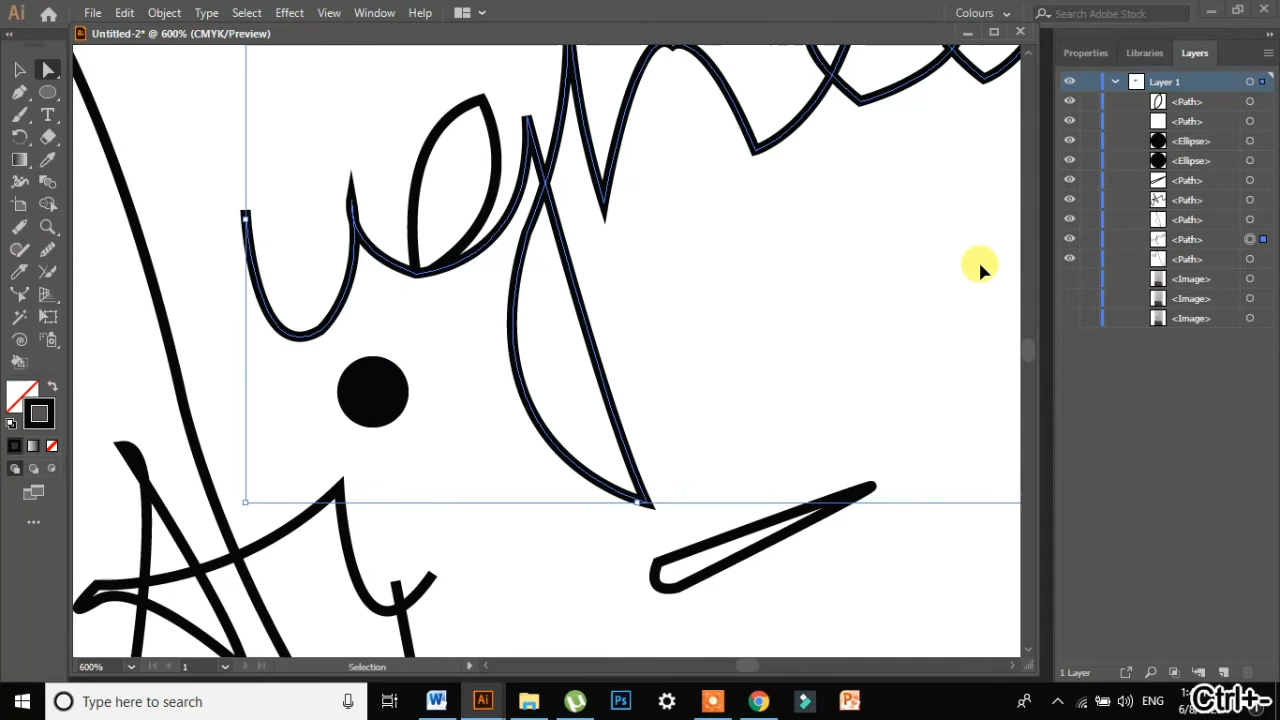 Ai File Edit Object Type Select Effect View Window Help Colours Search Adobe Stock
Untitled-2* @ 600% (CMYK/Preview)
Properties Libraries Layers
Layer 1
<Path>
<Path>
<Ellipse>
<Ellipse>
<Path>
<Path>
<Path>
<Path>
<Path>
<Image>
<Image>
<Image>
600% 1 Selection
1 Layer
Type here to search
ENG
Ctrl+-